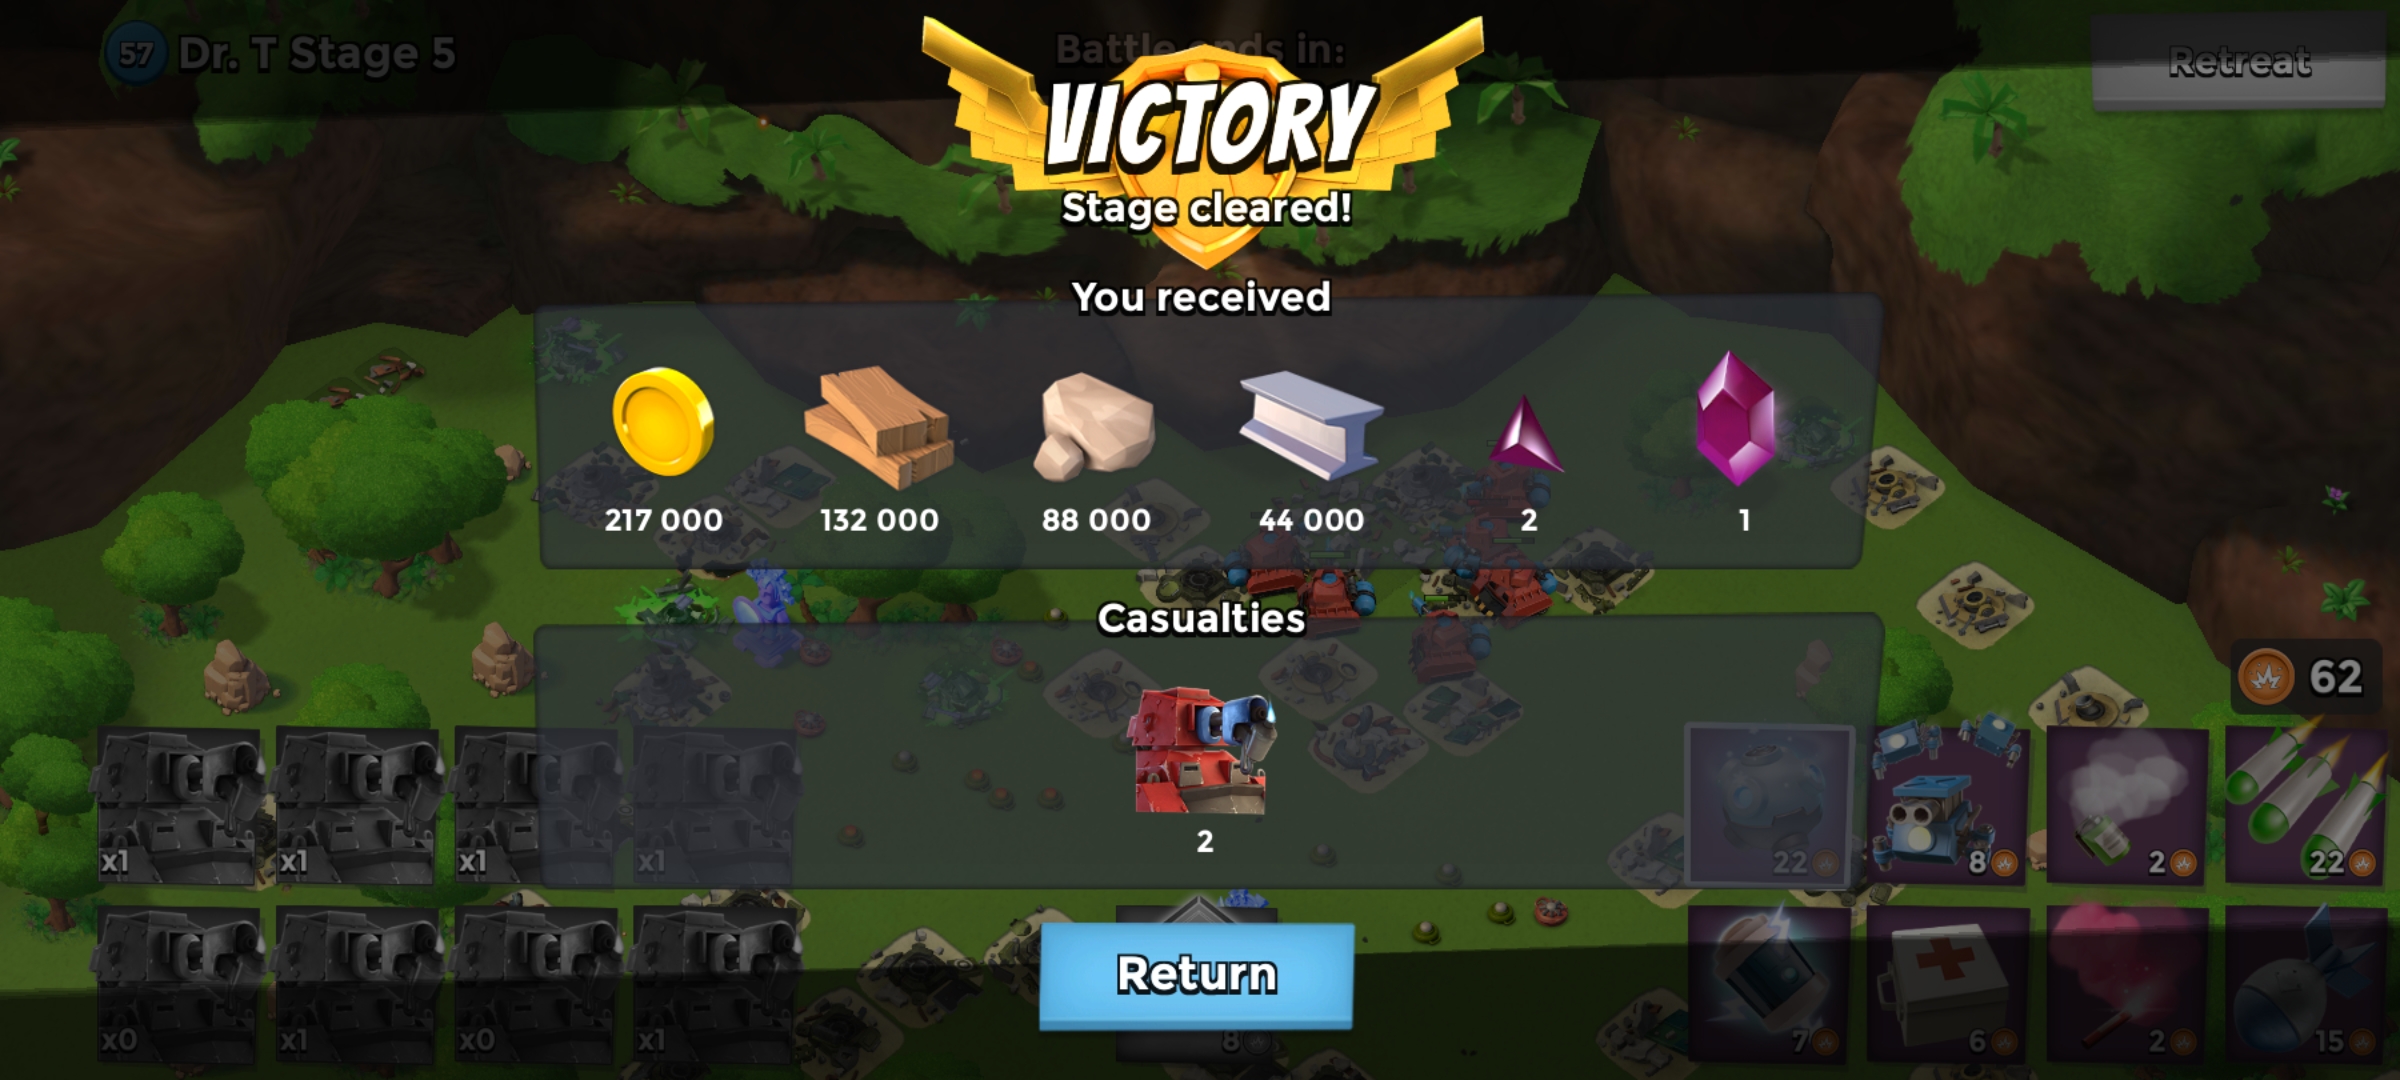 57 Dr. T Stage 5
Battle ends in:
Retreat
VICTORY
Stage cleared!
You received
217 000
132 000
88 000
44 000
2
1
Casualties
2
62
x1
x1
x1
x1
22
8
2
22
Return
x0
x1
x0
x1
8
7
6
2
15